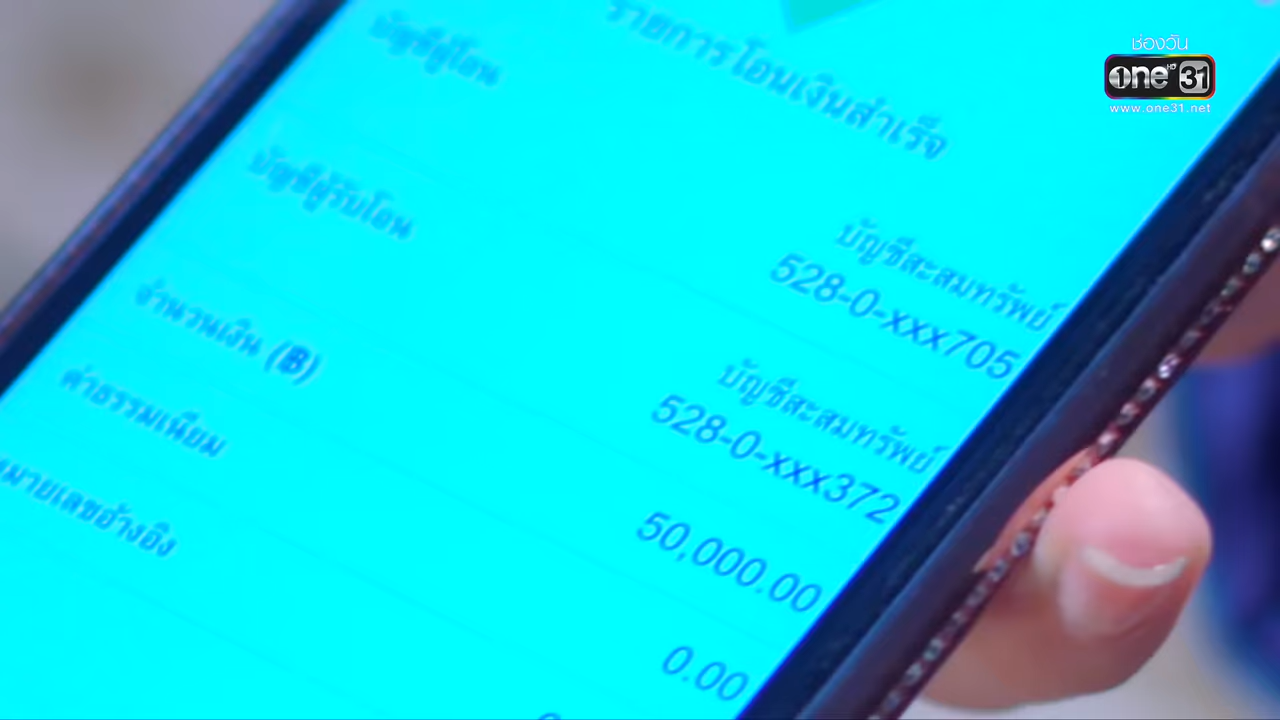 ช่องวัน
one HD 31
www.one31.net
รายการโอนเงินสำเร็จ
บัญชีผู้โอน
บัญชีสะสมทรัพย์
528-0-xxx705
บัญชีผู้รับโอน
บัญชีสะสมทรัพย์
528-0-xxx372
จำนวนเงิน (฿)
50,000.00
ค่าธรรมเนียม
0.00
หมายเลขอ้างอิง